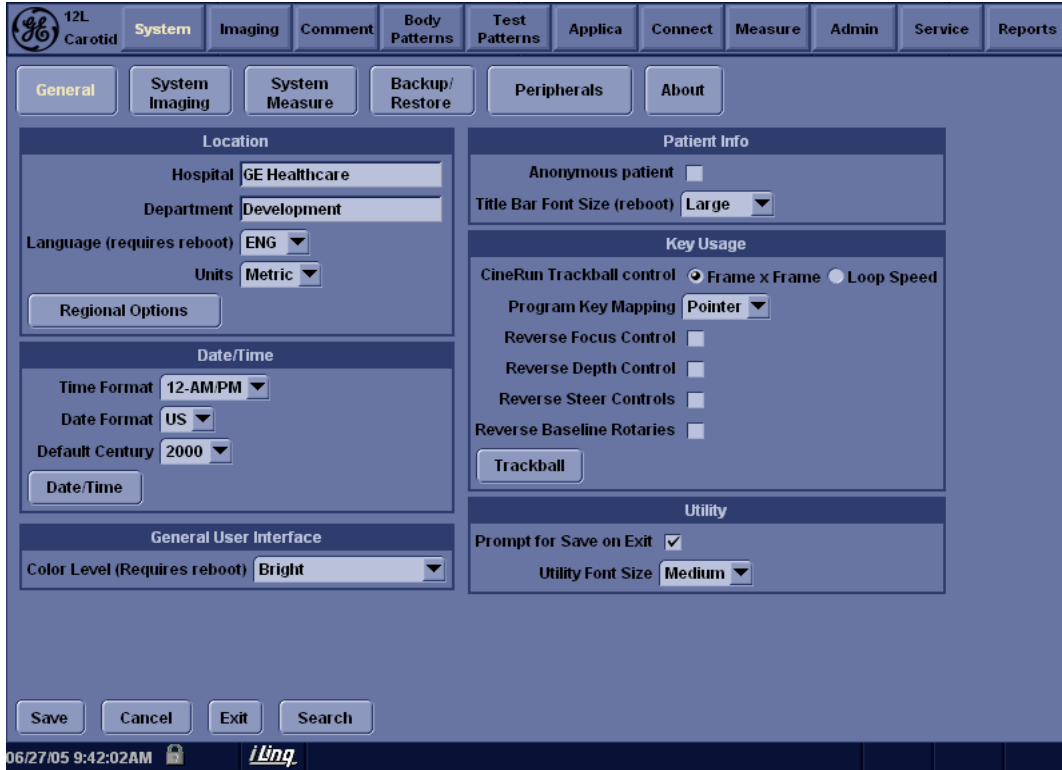 GE
12L
Carotid
System
Imaging
Comment
Body
Patterns
Test
Patterns
Applica
Connect
Measure
Admin
Service
Reports
General
System
Imaging
System
Measure
Backup/
Restore
Peripherals
About
Location
Hospital GE Healthcare
Department Development
Language (requires reboot) ENG
Units Metric
Regional Options
Date/Time
Time Format 12-AM/PM
Date Format US
Default Century 2000
Date/Time
General User Interface
Color Level (Requires reboot) Bright
Patient Info
Anonymous patient
Title Bar Font Size (reboot) Large
Key Usage
CineRun Trackball control Frame x Frame Loop Speed
Program Key Mapping Pointer
Reverse Focus Control
Reverse Depth Control
Reverse Steer Controls
Reverse Baseline Rotaries
Trackball
Utility
Prompt for Save on Exit
Utility Font Size Medium
Save
Cancel
Exit
Search
06/27/05 9:42:02AM
iLinq